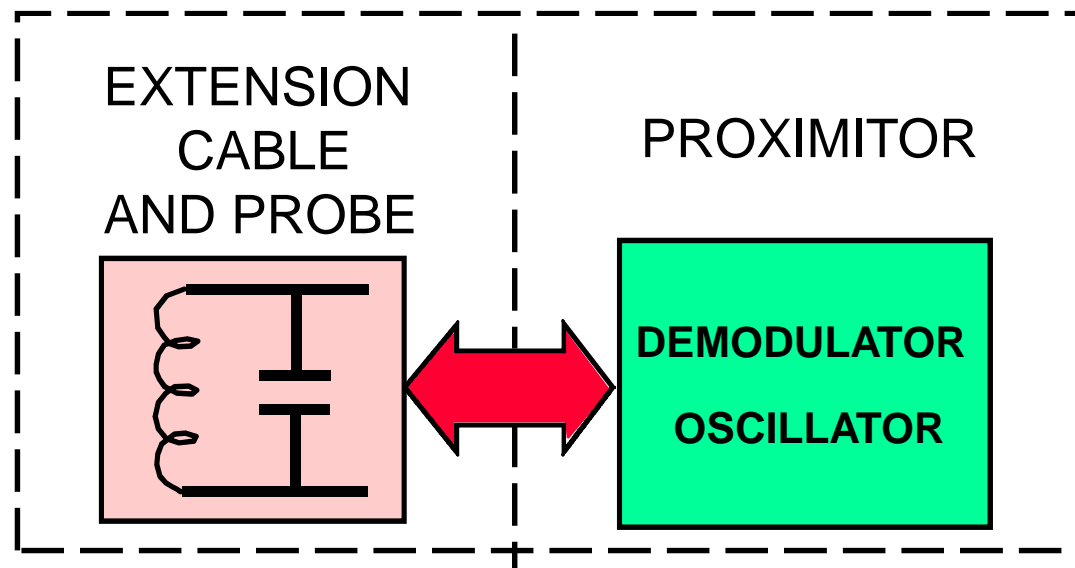 EXTENSION
CABLE
AND PROBE
PROXIMITOR
DEMODULATOR
OSCILLATOR